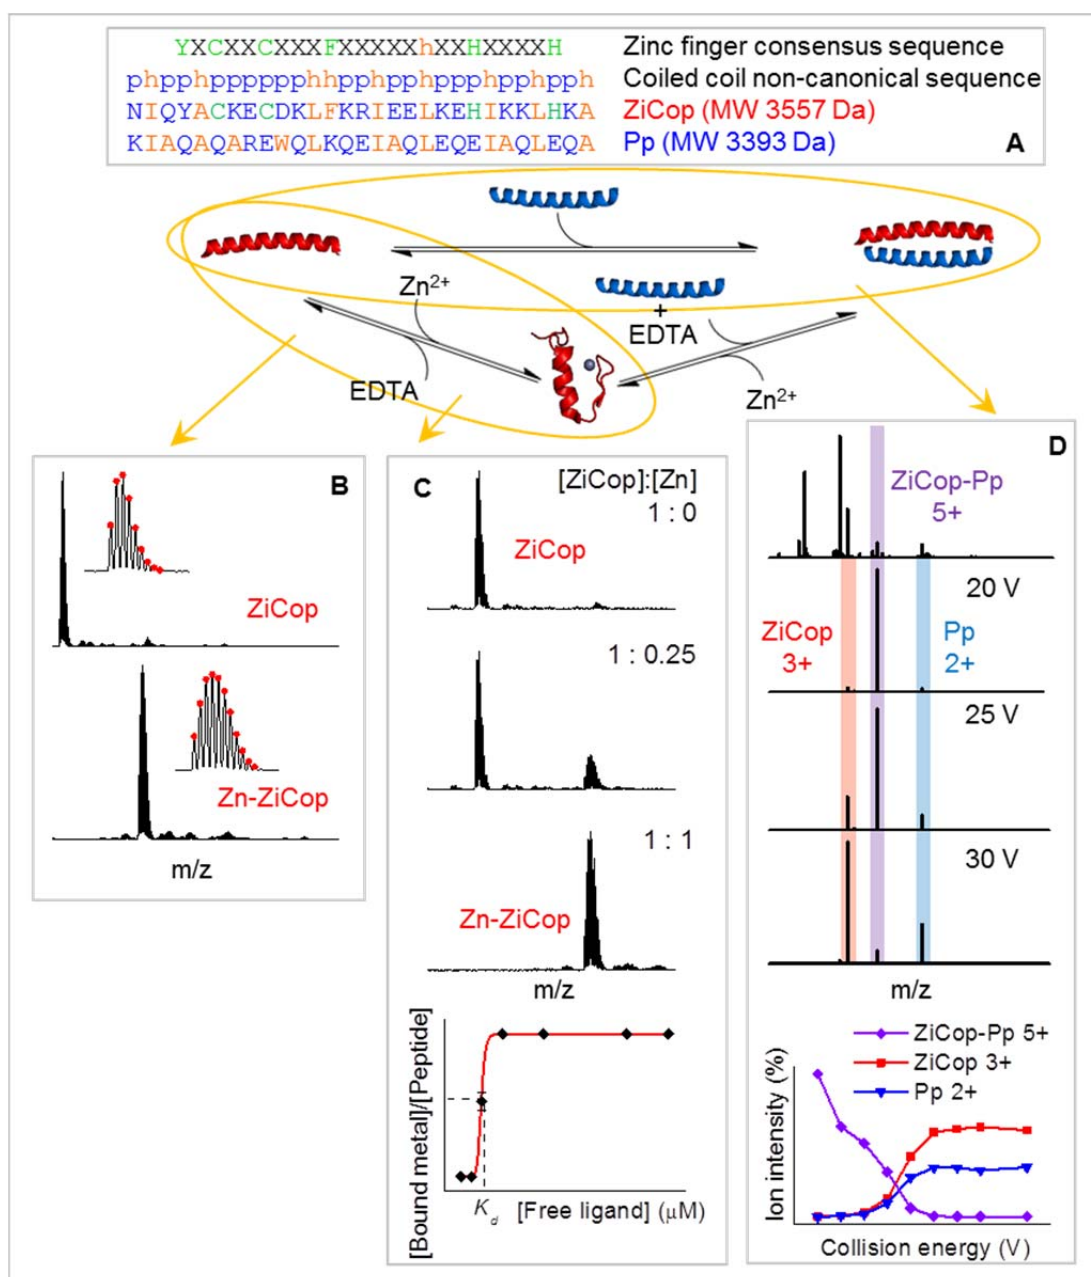 YXCXXCXXXFXXXXXhXXHXXXXH Zinc finger consensus sequence
phpphpppppphhpphpphppphpphpph Coiled coil non-canonical sequence
NIQYACKECDKLFKRIEELKEHIKKLHKA ZiCop (MW 3557 Da)
KIAQAQAREWQLKQEIAQLEQEIAQLEQA Pp (MW 3393 Da)
A
Zn2+
+
EDTA
EDTA
Zn2+
B
ZiCop
Zn-ZiCop
m/z
C
[ZiCop]:[Zn]
1 : 0
ZiCop
1 : 0.25
1 : 1
Zn-ZiCop
m/z
[Bound metal]/[Peptide]
Kd [Free ligand] (μM)
D
ZiCop-Pp
5+
20 V
ZiCop
3+
Pp
2+
25 V
30 V
m/z
ZiCop-Pp 5+
ZiCop 3+
Pp 2+
Ion intensity (%)
Collision energy (V)